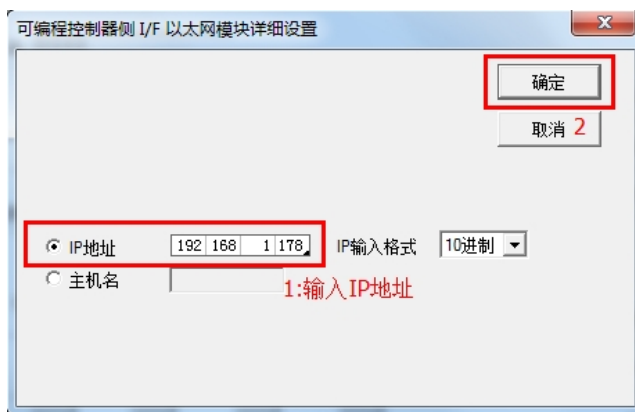 可编程控制器侧 I/F 以太网模块详细设置
确定
取消 2
IP地址 192 168 1 178 IP输入格式 10进制
主机名
1:输入IP地址